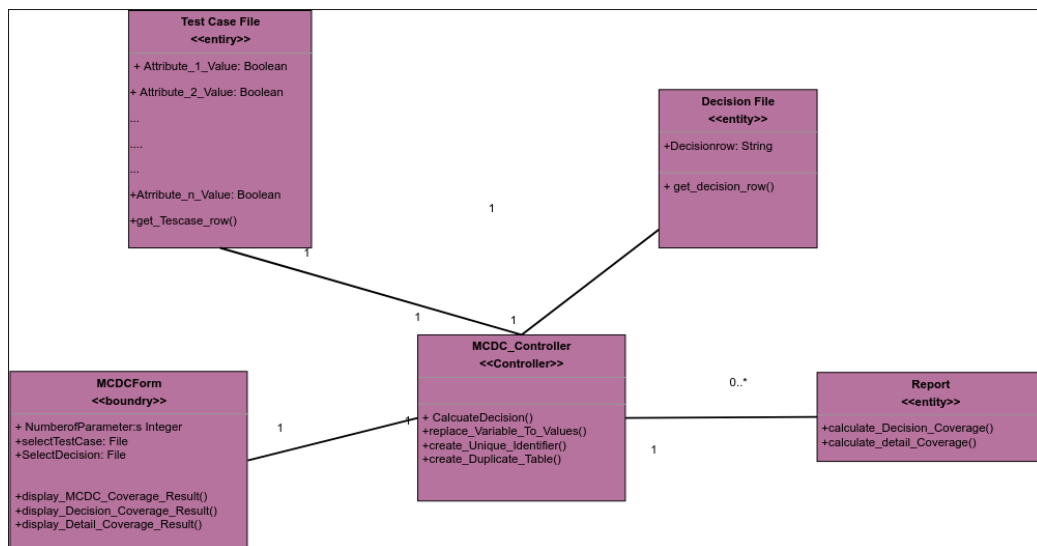 Test Case File
<<entiry>>
+ Attribute_1_Value: Boolean
+ Attribute_2_Value: Boolean
...
....
...
+Atrribute_n_Value: Boolean
+get_Tescase_row()
Decision File
<<entity>>
+Decisionrow: String
+ get_decision_row()
1
1
1
1
MCDC_Controller
<<Controller>>
+ CalcuateDecision()
+replace_Variable_To_Values()
+create_Unique_Identifier()
+create_Duplicate_Table()
MCDCForm
<<boundry>>
+ NumberofParameter:s Integer
+selectTestCase: File
+SelectDecision: File
+display_MCDC_Coverage_Result()
+display_Decision_Coverage_Result()
+display_Detail_Coverage_Result()
1
1
0..*
1
Report
<<entity>>
+calculate_Decision_Coverage()
+calculate_detail_Coverage()